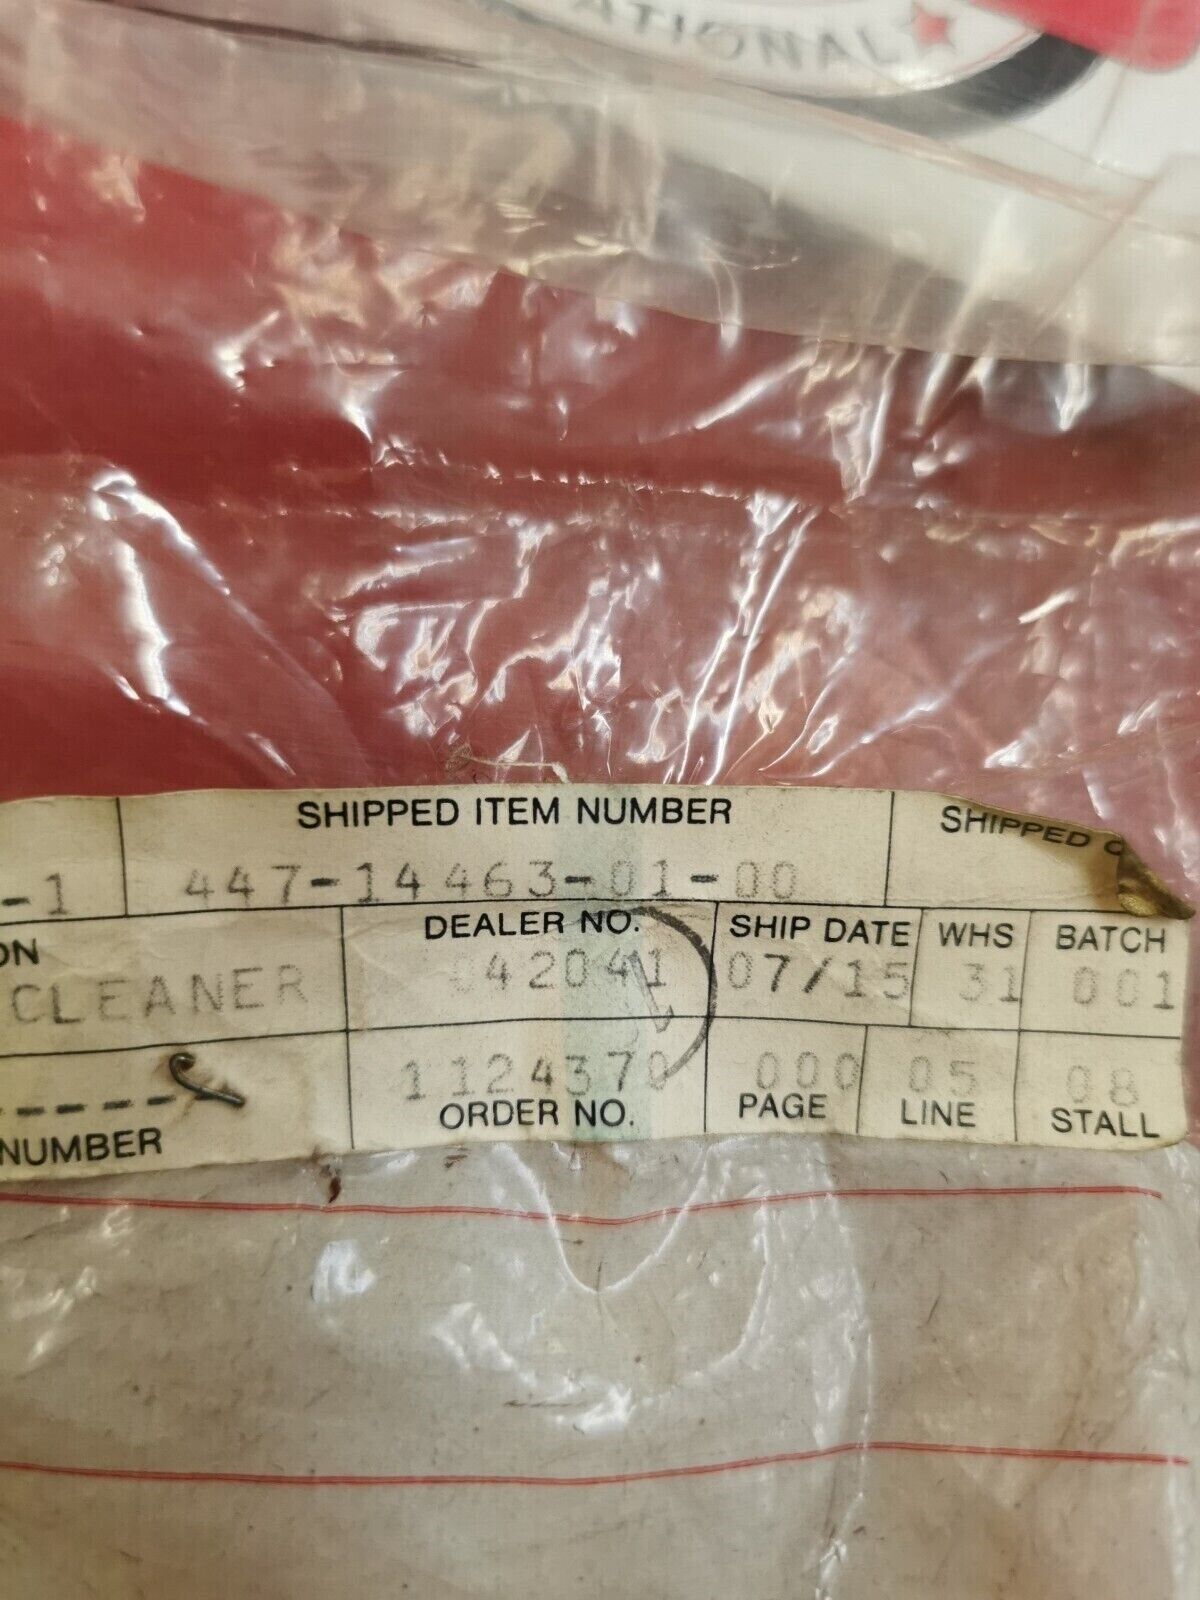 ATIONAL
SHIPPED ITEM NUMBER SHIPPED
-1 447-14463-01-00
ON DEALER NO. SHIP DATE WHS BATCH
CLEANER 042041 07/15 31 001
1124370 000 05 08
NUMBER ORDER NO. PAGE LINE STALL